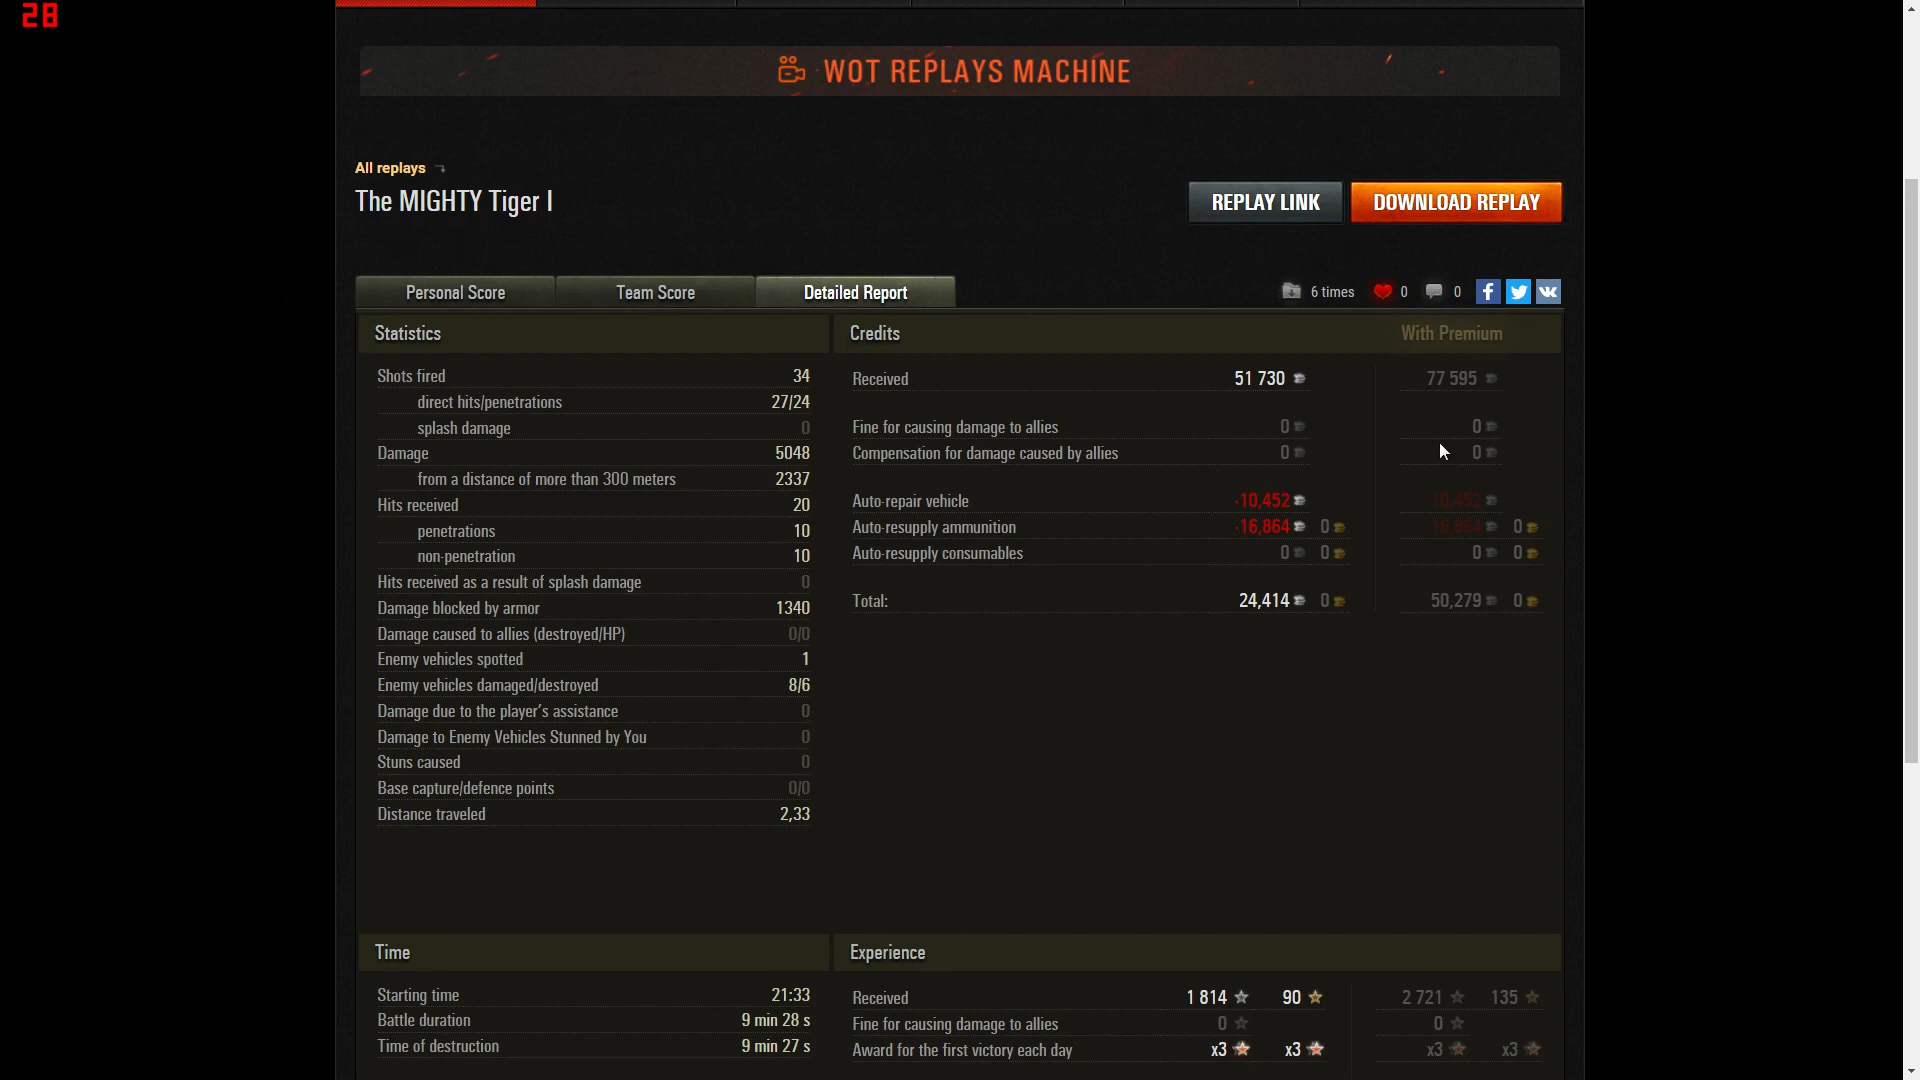 28
WOT REPLAYS MACHINE
All replays
The MIGHTY Tiger I
REPLAY LINK
DOWNLOAD REPLAY
Personal Score
Team Score
Detailed Report
6 times
0
0
Statistics
Credits
With Premium
Shots fired 34
direct hits/penetrations 27/24
splash damage 0
Damage 5048
from a distance of more than 300 meters 2337
Hits received 20
penetrations 10
non-penetration 10
Hits received as a result of splash damage 0
Damage blocked by armor 1340
Damage caused to allies (destroyed/HP) 0/0
Enemy vehicles spotted 1
Enemy vehicles damaged/destroyed 8/6
Damage due to the player's assistance 0
Damage to Enemy Vehicles Stunned by You 0
Stuns caused 0
Base capture/defence points 0/0
Distance traveled 2,33
Received 51 730 77 595
Fine for causing damage to allies 0 0
Compensation for damage caused by allies 0 0
Auto-repair vehicle -10,452 -10,452
Auto-resupply ammunition -16,864 0 -16,864 0
Auto-resupply consumables 0 0 0 0
Total: 24,414 0 50,279 0
Time
Experience
Starting time 21:33
Battle duration 9 min 28 s
Time of destruction 9 min 27 s
Received 1 814 90 2 721 135
Fine for causing damage to allies 0 0
Award for the first victory each day x3 x3 x3 x3